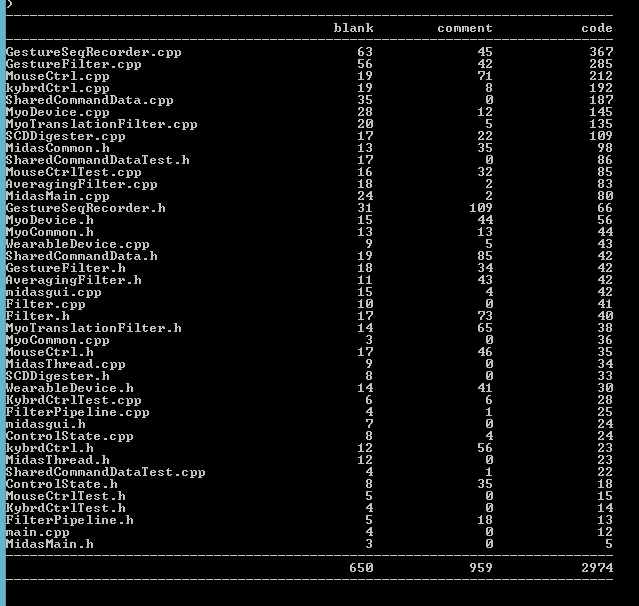 blank comment code
GestureSeqRecorder.cpp 63 45 367
GestureFilter.cpp 56 42 285
MouseCtrl.cpp 19 71 212
kybrdCtrl.cpp 19 8 192
SharedCommandData.cpp 35 0 187
MyoDevice.cpp 28 12 145
MyoTranslationFilter.cpp 20 5 135
SCDDigester.cpp 17 22 109
MidasCommon.h 13 35 98
SharedCommandDataTest.h 17 0 86
MouseCtrlTest.cpp 16 32 85
AveragingFilter.cpp 18 2 83
MidasMain.cpp 24 2 80
GestureSeqRecorder.h 31 109 66
MyoDevice.h 15 44 56
MyoCommon.h 13 13 44
WearableDevice.cpp 9 5 43
SharedCommandData.h 19 85 42
GestureFilter.h 18 34 42
AveragingFilter.h 11 43 42
midasgui.cpp 15 4 42
Filter.cpp 10 0 41
Filter.h 17 73 40
MyoTranslationFilter.h 14 65 38
MyoCommon.cpp 3 0 36
MouseCtrl.h 17 46 35
MidasThread.cpp 9 0 34
SCDDigester.h 8 0 33
WearableDevice.h 14 41 30
KybrdCtrlTest.cpp 6 6 28
FilterPipeline.cpp 4 1 25
midasgui.h 7 0 24
ControlState.cpp 8 4 24
kybrdCtrl.h 12 56 23
MidasThread.h 12 0 23
SharedCommandDataTest.cpp 4 1 22
ControlState.h 8 35 18
MouseCtrlTest.h 5 0 15
KybrdCtrlTest.h 4 0 14
FilterPipeline.h 5 18 13
main.cpp 4 0 12
MidasMain.h 3 0 5
650 959 2974